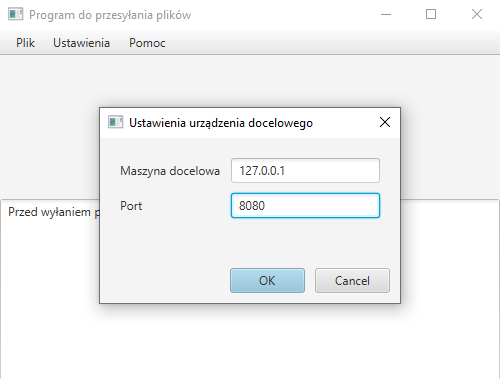 Program do przesyłania plików
Plik Ustawienia Pomoc
Ustawienia urządzenia docelowego
Maszyna docelowa 127.0.0.1
Port 8080
Przed wyłaniem
OK Cancel